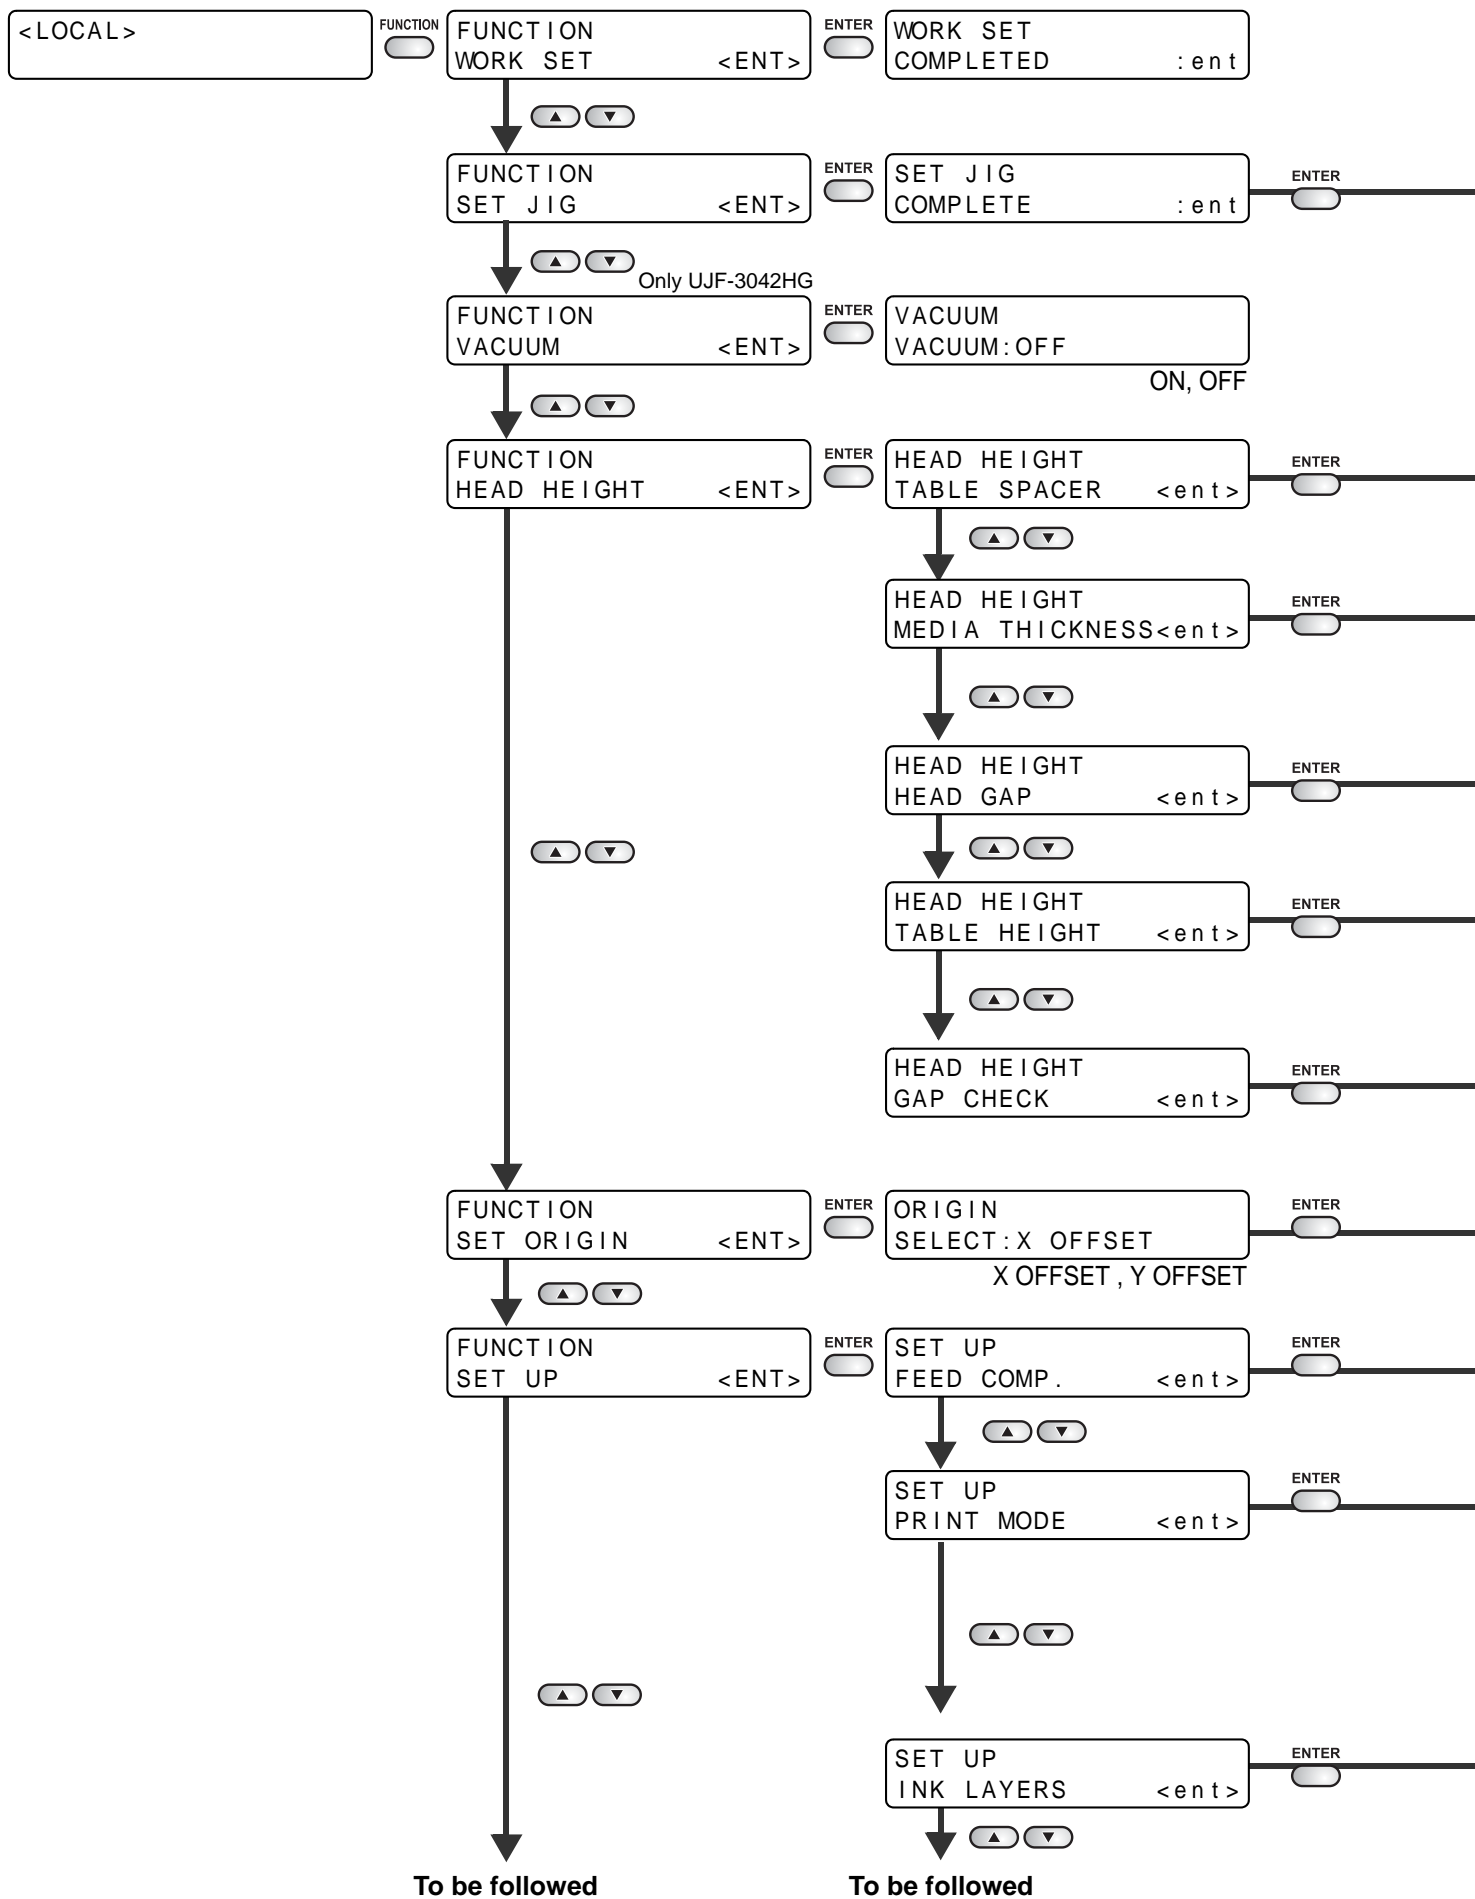 <LOCAL>
FUNCTION
FUNCTION
WORK SET <ENT>
ENTER
WORK SET
COMPLETED :ent
FUNCTION
SET JIG <ENT>
ENTER
SET JIG
COMPLETE :ent
ENTER
Only UJF-3042HG
FUNCTION
VACUUM <ENT>
ENTER
VACUUM
VACUUM:OFF
ON, OFF
FUNCTION
HEAD HEIGHT <ENT>
ENTER
HEAD HEIGHT
TABLE SPACER <ent>
ENTER
HEAD HEIGHT
MEDIA THICKNESS<ent>
ENTER
HEAD HEIGHT
HEAD GAP <ent>
ENTER
HEAD HEIGHT
TABLE HEIGHT <ent>
ENTER
HEAD HEIGHT
GAP CHECK <ent>
ENTER
FUNCTION
SET ORIGIN <ENT>
ENTER
ORIGIN
SELECT:X OFFSET
ENTER
X OFFSET , Y OFFSET
FUNCTION
SET UP <ENT>
ENTER
SET UP
FEED COMP. <ent>
ENTER
SET UP
PRINT MODE <ent>
ENTER
SET UP
INK LAYERS <ent>
ENTER
To be followed
To be followed